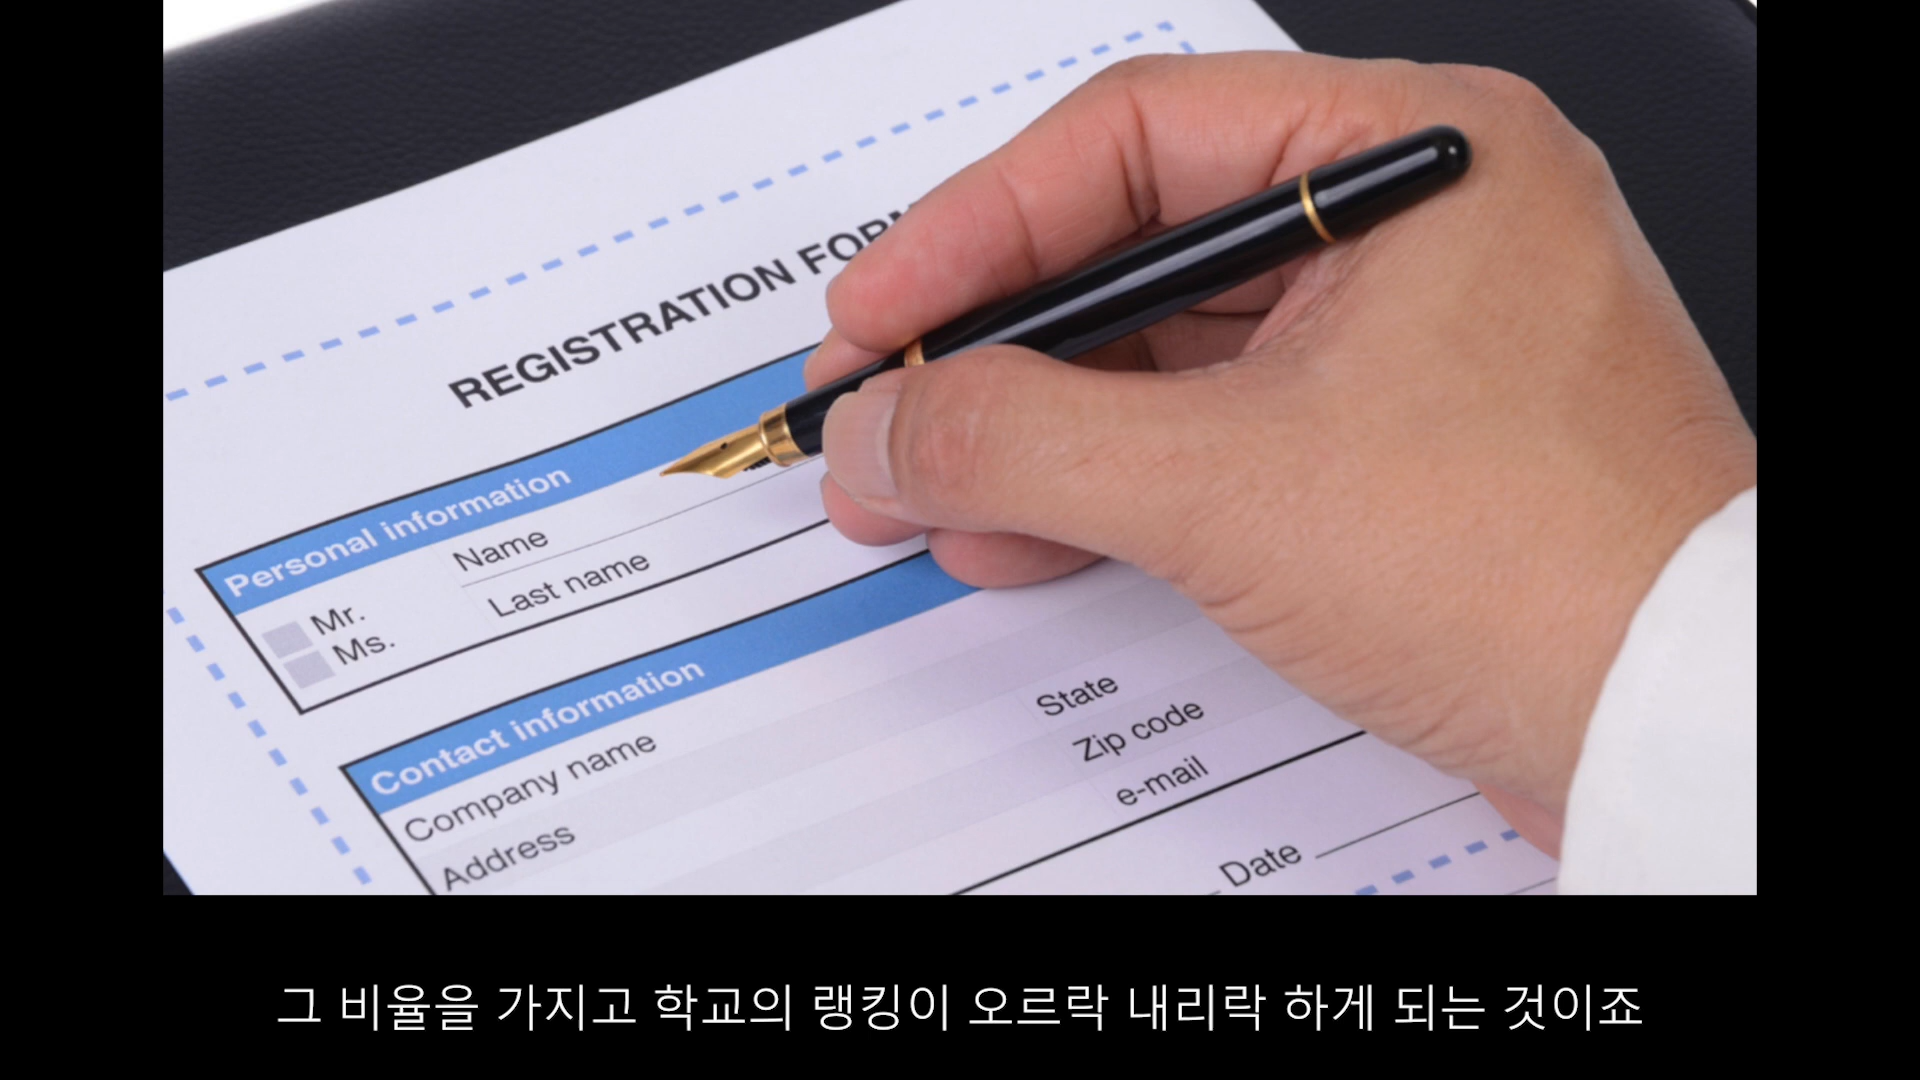 REGISTRATION FORM
Personal information
Mr.
Ms.
Name
Last name
Contact information
Company name
Address
State
Zip code
e-mail
Date
그 비율을 가지고 학교의 랭킹이 오르락 내리락 하게 되는 것이죠